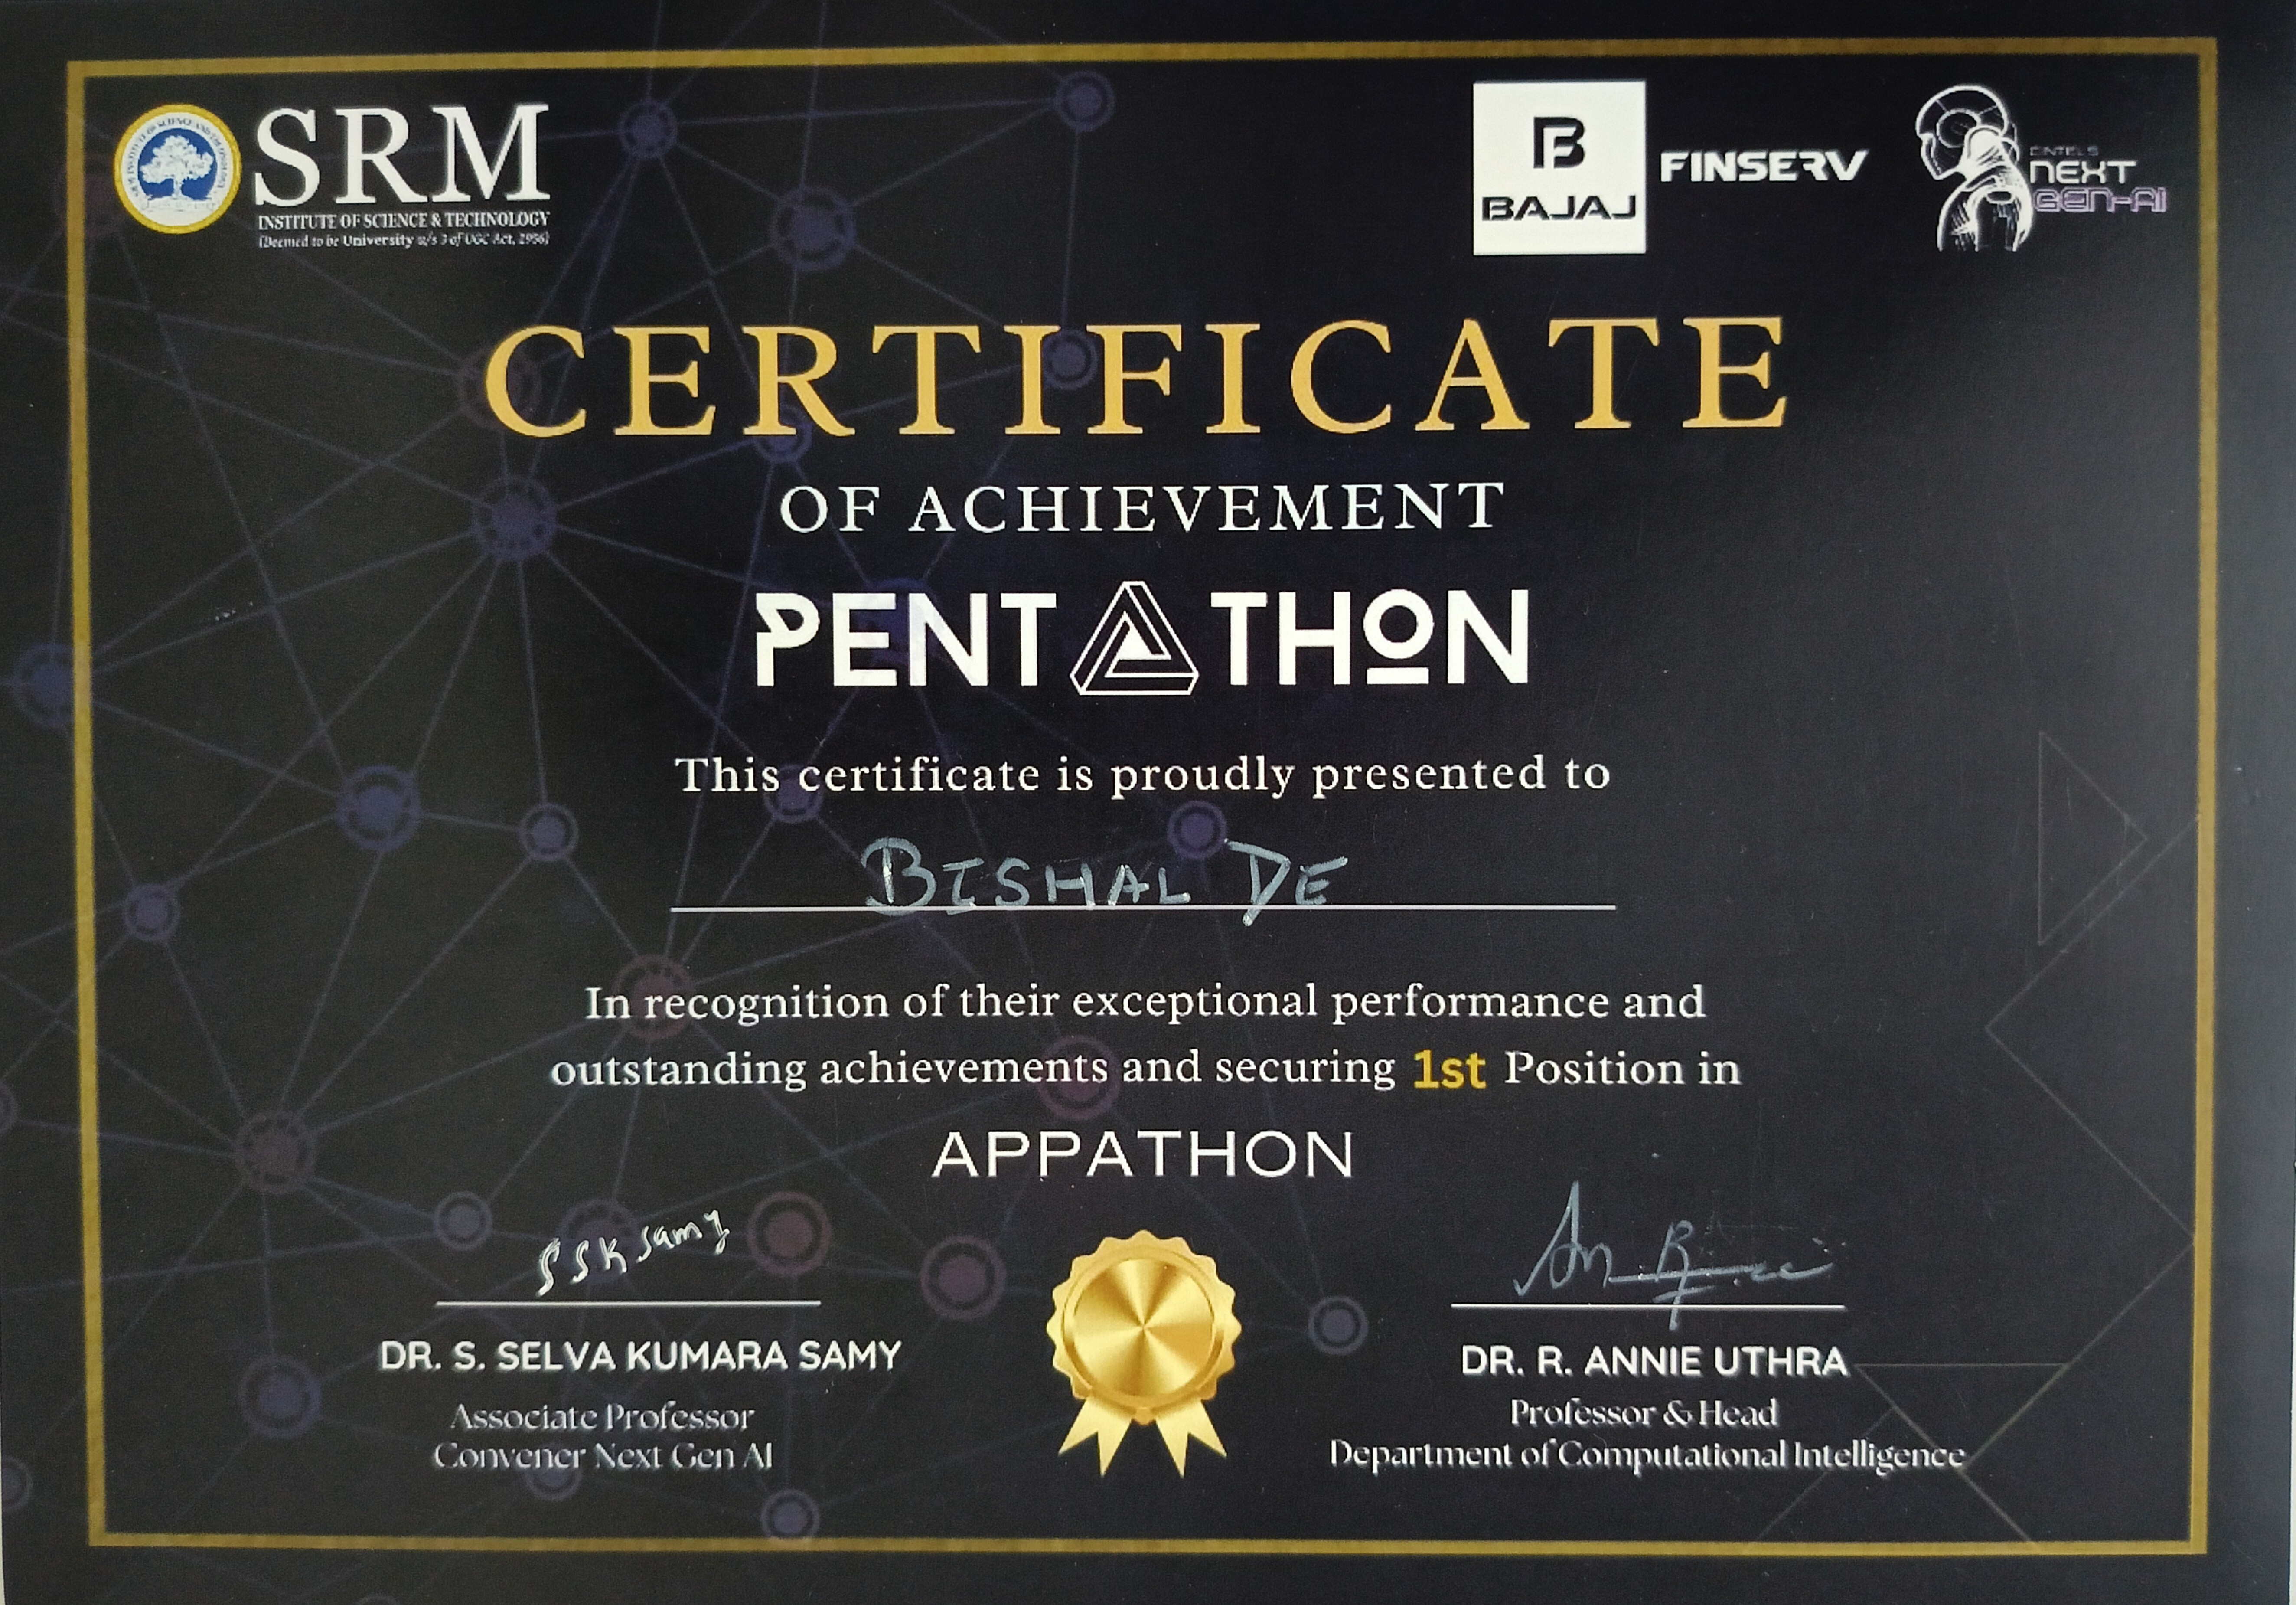 SRM
INSTITUTE OF SCIENCE & TECHNOLOGY
(Deemed to be University u/s 3 of UGC Act, 1956)
B
BAJAJ
FINSERV
CINTEL'S
NEXT
GEN-AI
CERTIFICATE
OF ACHIEVEMENT
PENTATHON
This certificate is proudly presented to
BISHAL DE
In recognition of their exceptional performance and
outstanding achievements and securing 1st Position in
APPATHON
SSK Samy
DR. S. SELVA KUMARA SAMY
Associate Professor
Convener Next Gen AI
DR. R. ANNIE UTHRA
Professor & Head
Department of Computational Intelligence